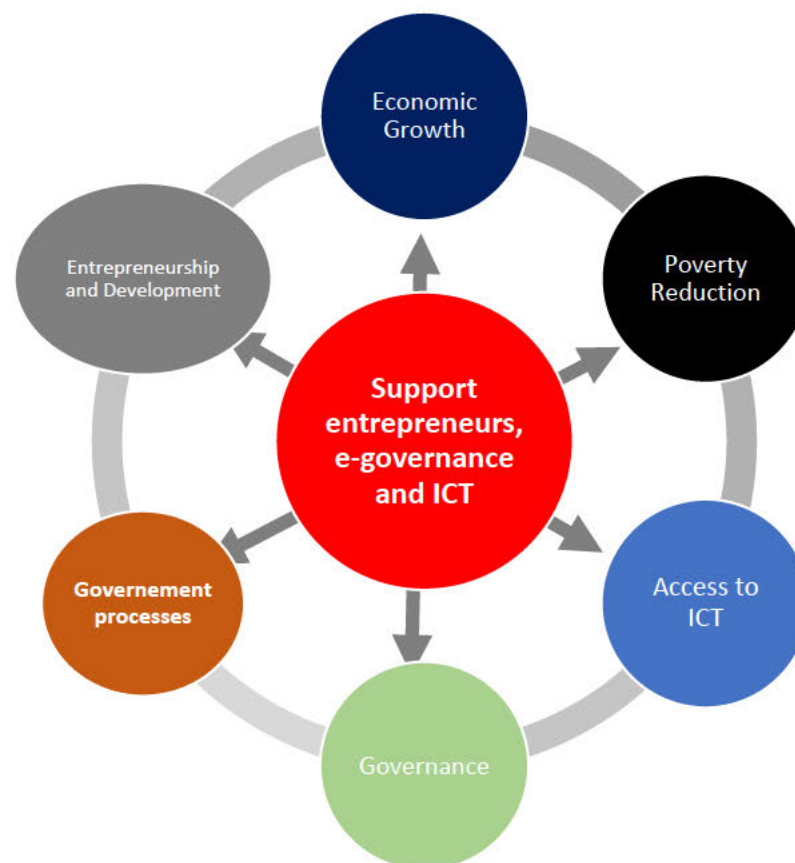 Economic
Growth
Poverty
Reduction
Entrepreneurship
and Development
Support
entrepreneurs,
e-governance
and ICT
Governement
processes
Access to
ICT
Governance